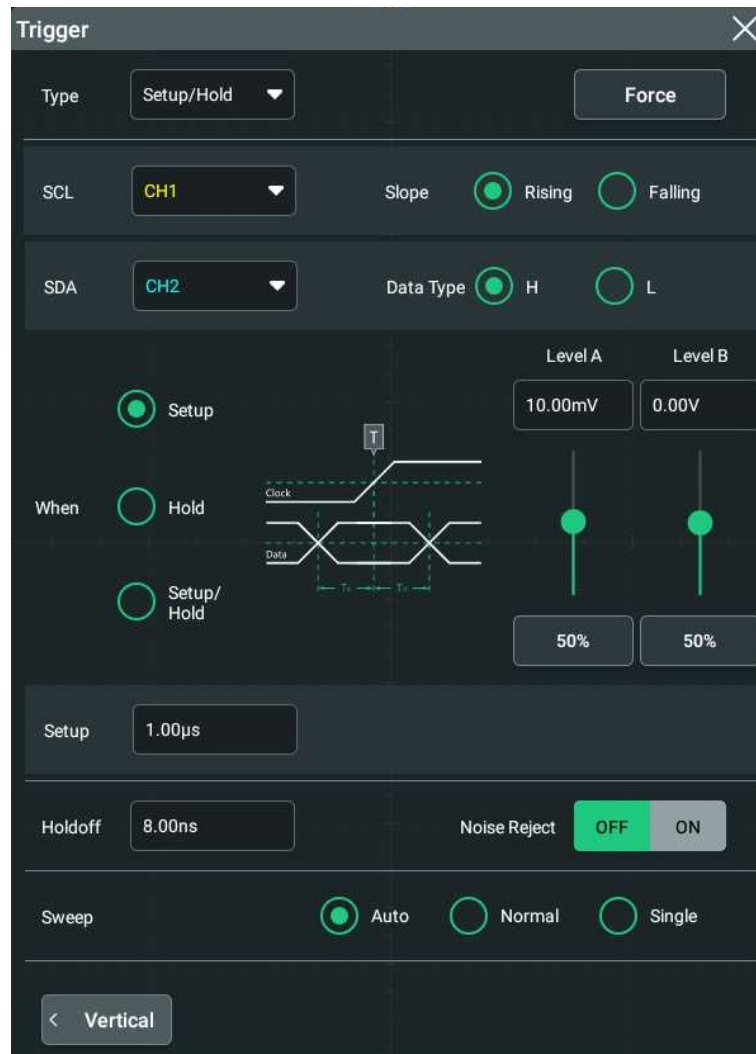 Trigger
Type
Setup/Hold
Force
SCL
CH1
Slope
Rising
Falling
SDA
CH2
Data Type
H
L
Level A
Level B
10.00mV
0.00V
When
Setup
Hold
Setup/
Hold
T
Clock
Data
50%
50%
Setup
1.00µs
Holdoff
8.00ns
Noise Reject
OFF
ON
Sweep
Auto
Normal
Single
< Vertical